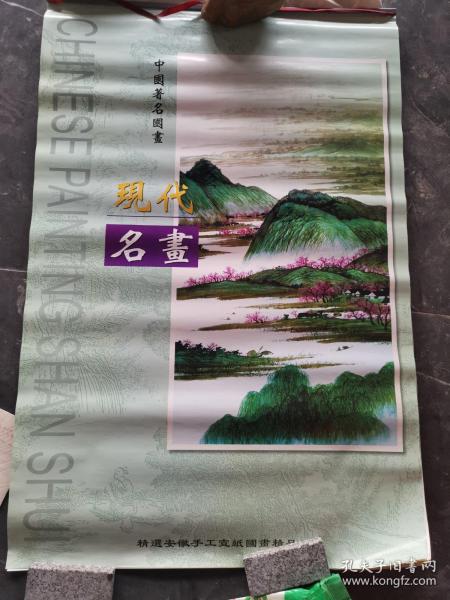 CHINESE PAINTING SHAN SHUI
中國著名國畫
現代
名畫
精選安徽手工宣紙國畫精品
孔夫子旧书网
www.kongfz.com